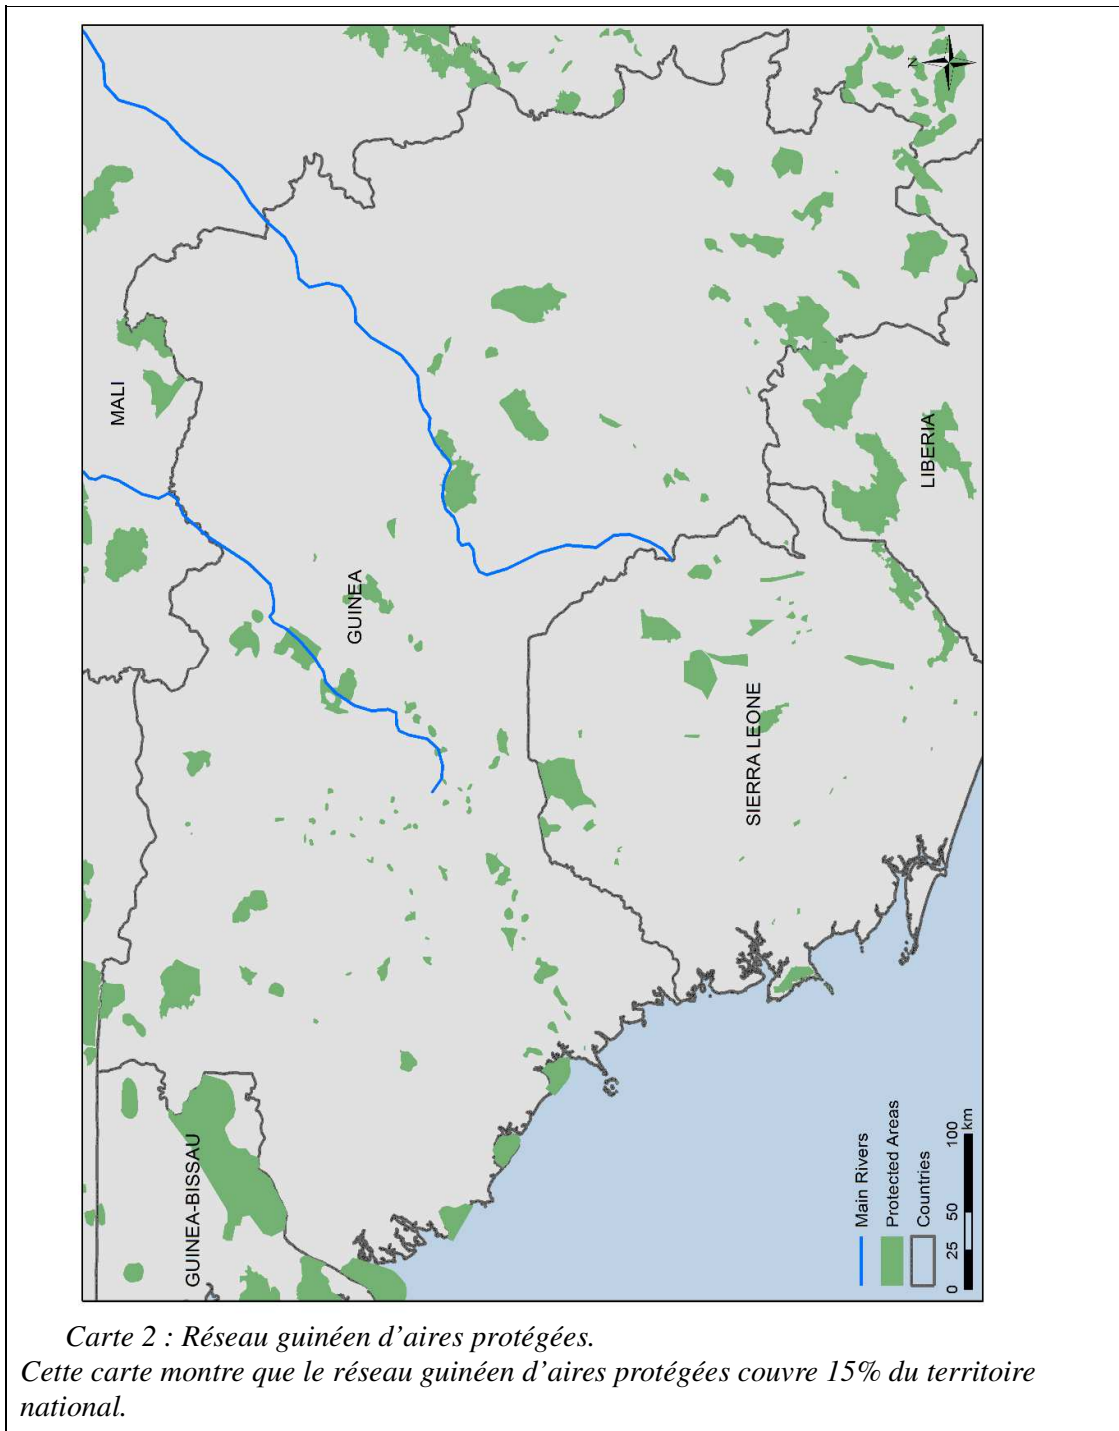 N
MALI
GUINEA
GUINEA-BISSAU
SIERRA LEONE
LIBERIA
Main Rivers
Protected Areas
Countries
0 25 50 100
km
Carte 2 : Réseau guinéen d'aires protégées.
Cette carte montre que le réseau guinéen d'aires protégées couvre 15% du territoire
national.